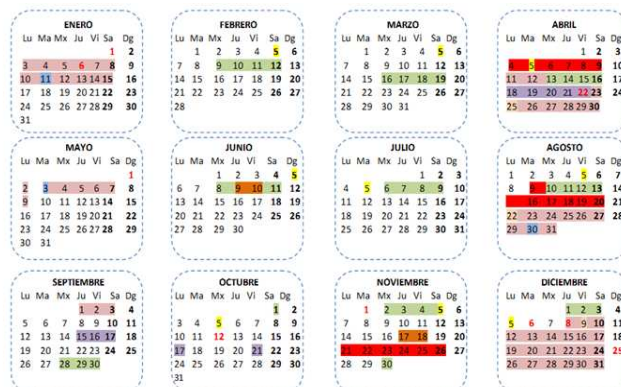 ENERO
Lu Ma Mx Ju Vi Sa Dg
1 2
3 4 5 6 7 8 9
10 11 12 13 14 15 16
17 18 19 20 21 22 23
24 25 26 27 28 29 30
31
FEBRERO
Lu Ma Mx Ju Vi Sa Dg
1 2 3 4 5 6
7 8 9 10 11 12 13
14 15 16 17 18 19 20
21 22 23 24 25 26 27
28
MARZO
Lu Ma Mx Ju Vi Sa Dg
1 2 3 4 5 6
7 8 9 10 11 12 13
14 15 16 17 18 19 20
21 22 23 24 25 26 27
28 29 30 31
ABRIL
Lu Ma Mx Ju Vi Sa Dg
1 2 3
4 5 6 7 8 9 10
11 12 13 14 15 16 17
18 19 20 21 22 23 24
25 26 27 28 29 30
MAYO
Lu Ma Mx Ju Vi Sa Dg
1
2 3 4 5 6 7 8
9 10 11 12 13 14 15
16 17 18 19 20 21 22
23 24 25 26 27 28 29
30 31
JUNIO
Lu Ma Mx Ju Vi Sa Dg
1 2 3 4 5
6 7 8 9 10 11 12
13 14 15 16 17 18 19
20 21 22 23 24 25 26
27 28 29 30
JULIO
Lu Ma Mx Ju Vi Sa Dg
1 2 3
4 5 6 7 8 9 10
11 12 13 14 15 16 17
18 19 20 21 22 23 24
25 26 27 28 29 30 31
AGOSTO
Lu Ma Mx Ju Vi Sa Dg
1 2 3 4 5 6 7
8 9 10 11 12 13 14
16 17 18 19 20 21
22 23 24 25 26 27 28
29 30 31
SEPTIEMBRE
Lu Ma Mx Ju Vi Sa Dg
1 2 3 4
5 6 7 8 9 10 11
12 13 14 15 16 17 18
19 20 21 22 23 24 25
26 27 28 29 30
OCTUBRE
Lu Ma Mx Ju Vi Sa Dg
1 2
3 4 5 6 7 8 9
10 11 12 13 14 15 16
17 18 19 20 21 22 23
24 25 26 27 28 29 30
31
NOVIEMBRE
Lu Ma Mx Ju Vi Sa Dg
1 2 3 4 5 6
7 8 9 10 11 12 13
14 15 16 17 18 19 20
21 22 23 24 25 26 27
28 29 30
DICIEMBRE
Lu Ma Mx Ju Vi Sa Dg
1 2 3 4
5 6 7 8 9 10 11
12 13 14 15 16 17 18
19 20 21 22 23 24 25
26 27 28 29 30 31